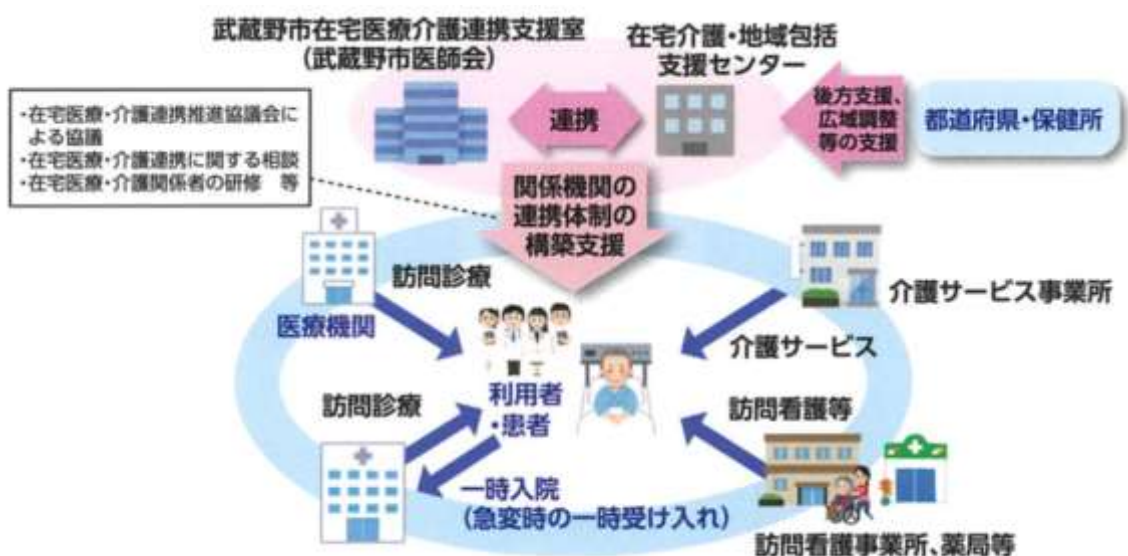 武蔵野市在宅医療介護連携支援室
(武蔵野市医師会)
在宅介護・地域包括
支援センター
連携
後方支援、
広域調整
等の支援
都道府県・保健所
・在宅医療・介護連携推進協議会に
よる協議
・在宅医療・介護連携に関する相談
・在宅医療・介護関係者の研修 等
関係機関の
連携体制の
構築支援
訪問診療
医療機関
介護サービス事業所
介護サービス
利用者
・患者
訪問診療
訪問看護等
一時入院
(急変時の一時受け入れ)
訪問看護事業所、薬局等